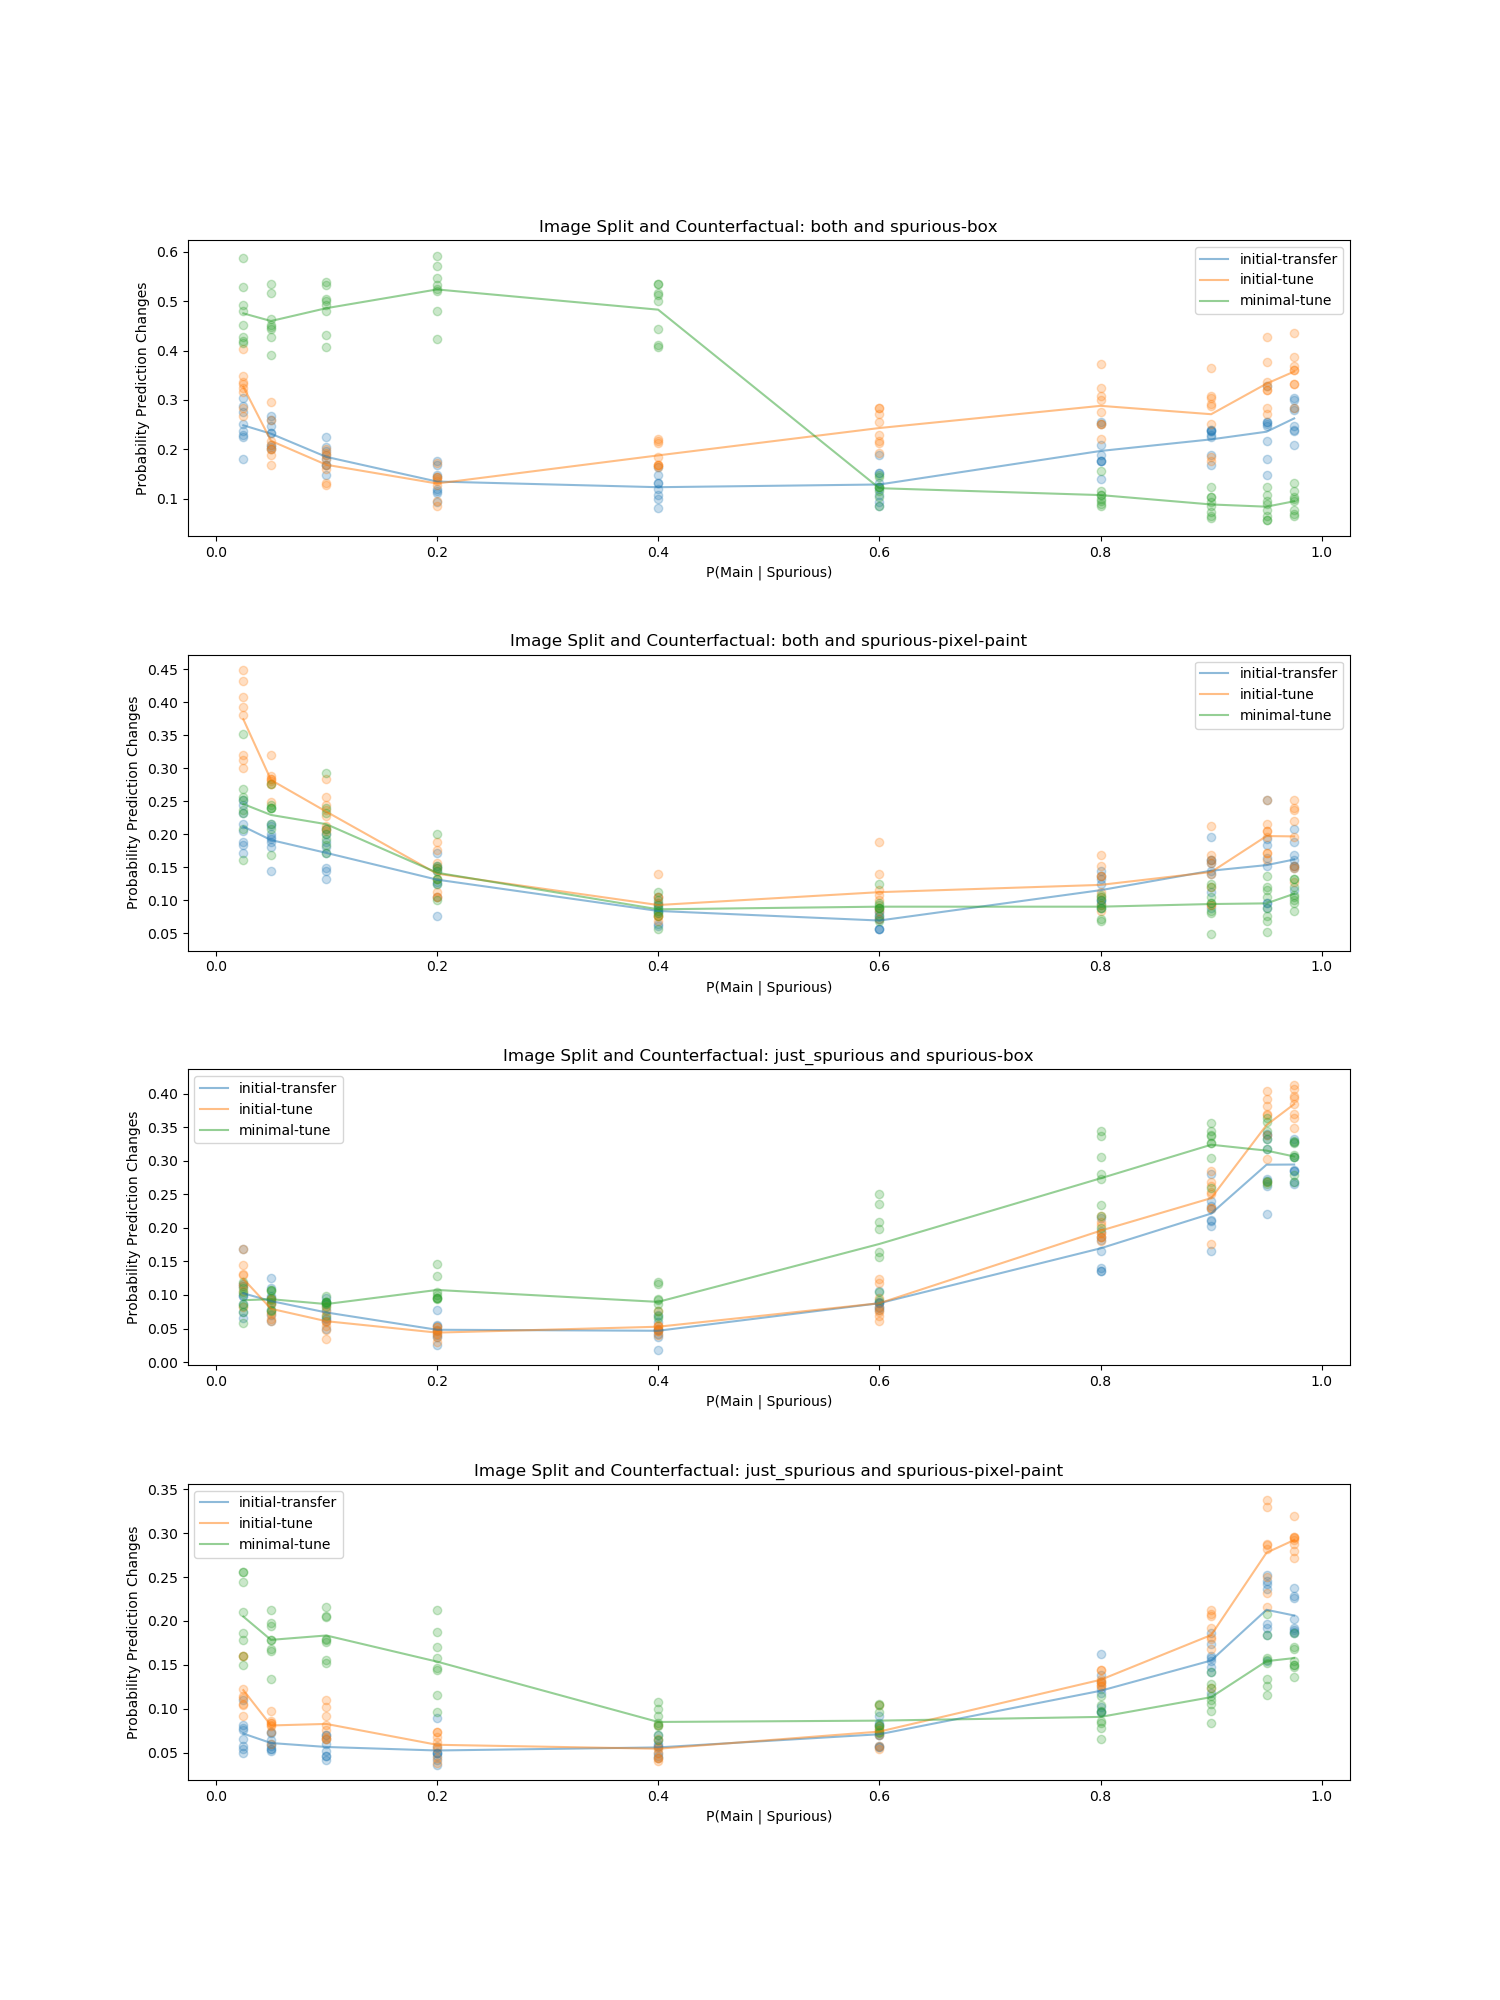 Image Split and Counterfactual: both and spurious-box
Probability Prediction Changes
0.6
0.5
0.4
0.3
0.2
0.1
initial-transfer
initial-tune
minimal-tune
0.0 0.2 0.4 0.6 0.8 1.0
P(Main | Spurious)
Image Split and Counterfactual: both and spurious-pixel-paint
Probability Prediction Changes
0.45
0.40
0.35
0.30
0.25
0.20
0.15
0.10
0.05
initial-transfer
initial-tune
minimal-tune
0.0 0.2 0.4 0.6 0.8 1.0
P(Main | Spurious)
Image Split and Counterfactual: just_spurious and spurious-box
Probability Prediction Changes
0.40
0.35
0.30
0.25
0.20
0.15
0.10
0.05
0.00
initial-transfer
initial-tune
minimal-tune
0.0 0.2 0.4 0.6 0.8 1.0
P(Main | Spurious)
Image Split and Counterfactual: just_spurious and spurious-pixel-paint
Probability Prediction Changes
0.35
0.30
0.25
0.20
0.15
0.10
0.05
initial-transfer
initial-tune
minimal-tune
0.0 0.2 0.4 0.6 0.8 1.0
P(Main | Spurious)